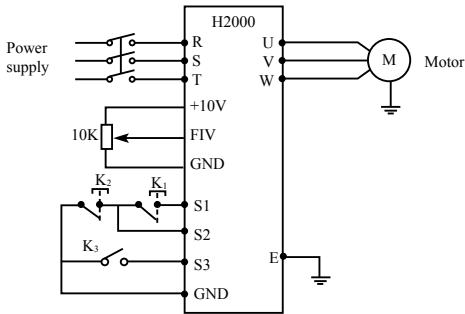 H2000
Power
supply
R
S
T
U
V
W
M
Motor
+10V
10K
FIV
GND
K2
K1
S1
S2
K3
S3
GND
E